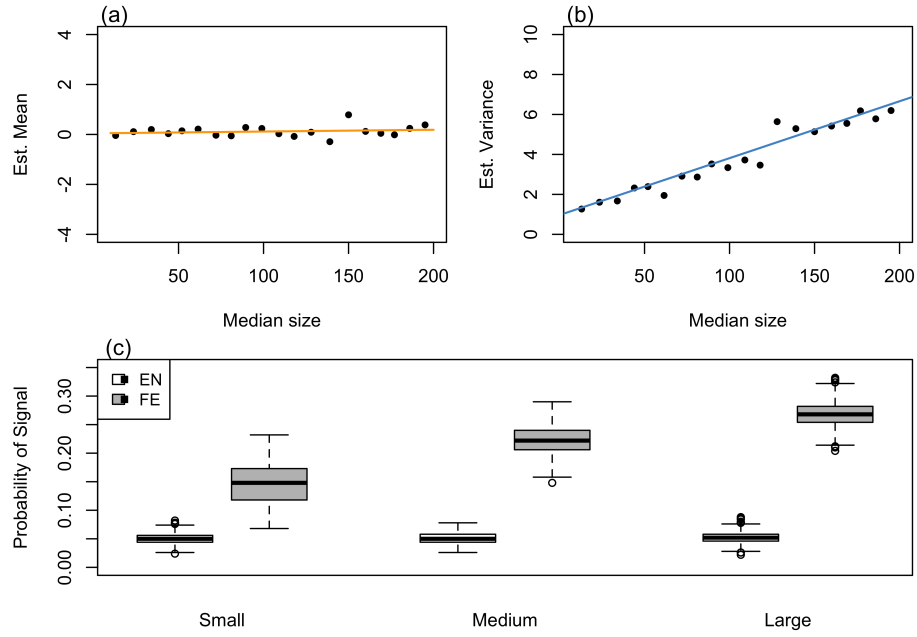 (a)
Est. Mean
4
2
0
-2
-4
50 100 150 200
Median size
(b)
Est. Variance
10
8
6
4
2
0
50 100 150 200
Median size
(c)
Probability of Signal
0.30
0.20
0.10
0.00
EN
FE
Small Medium Large